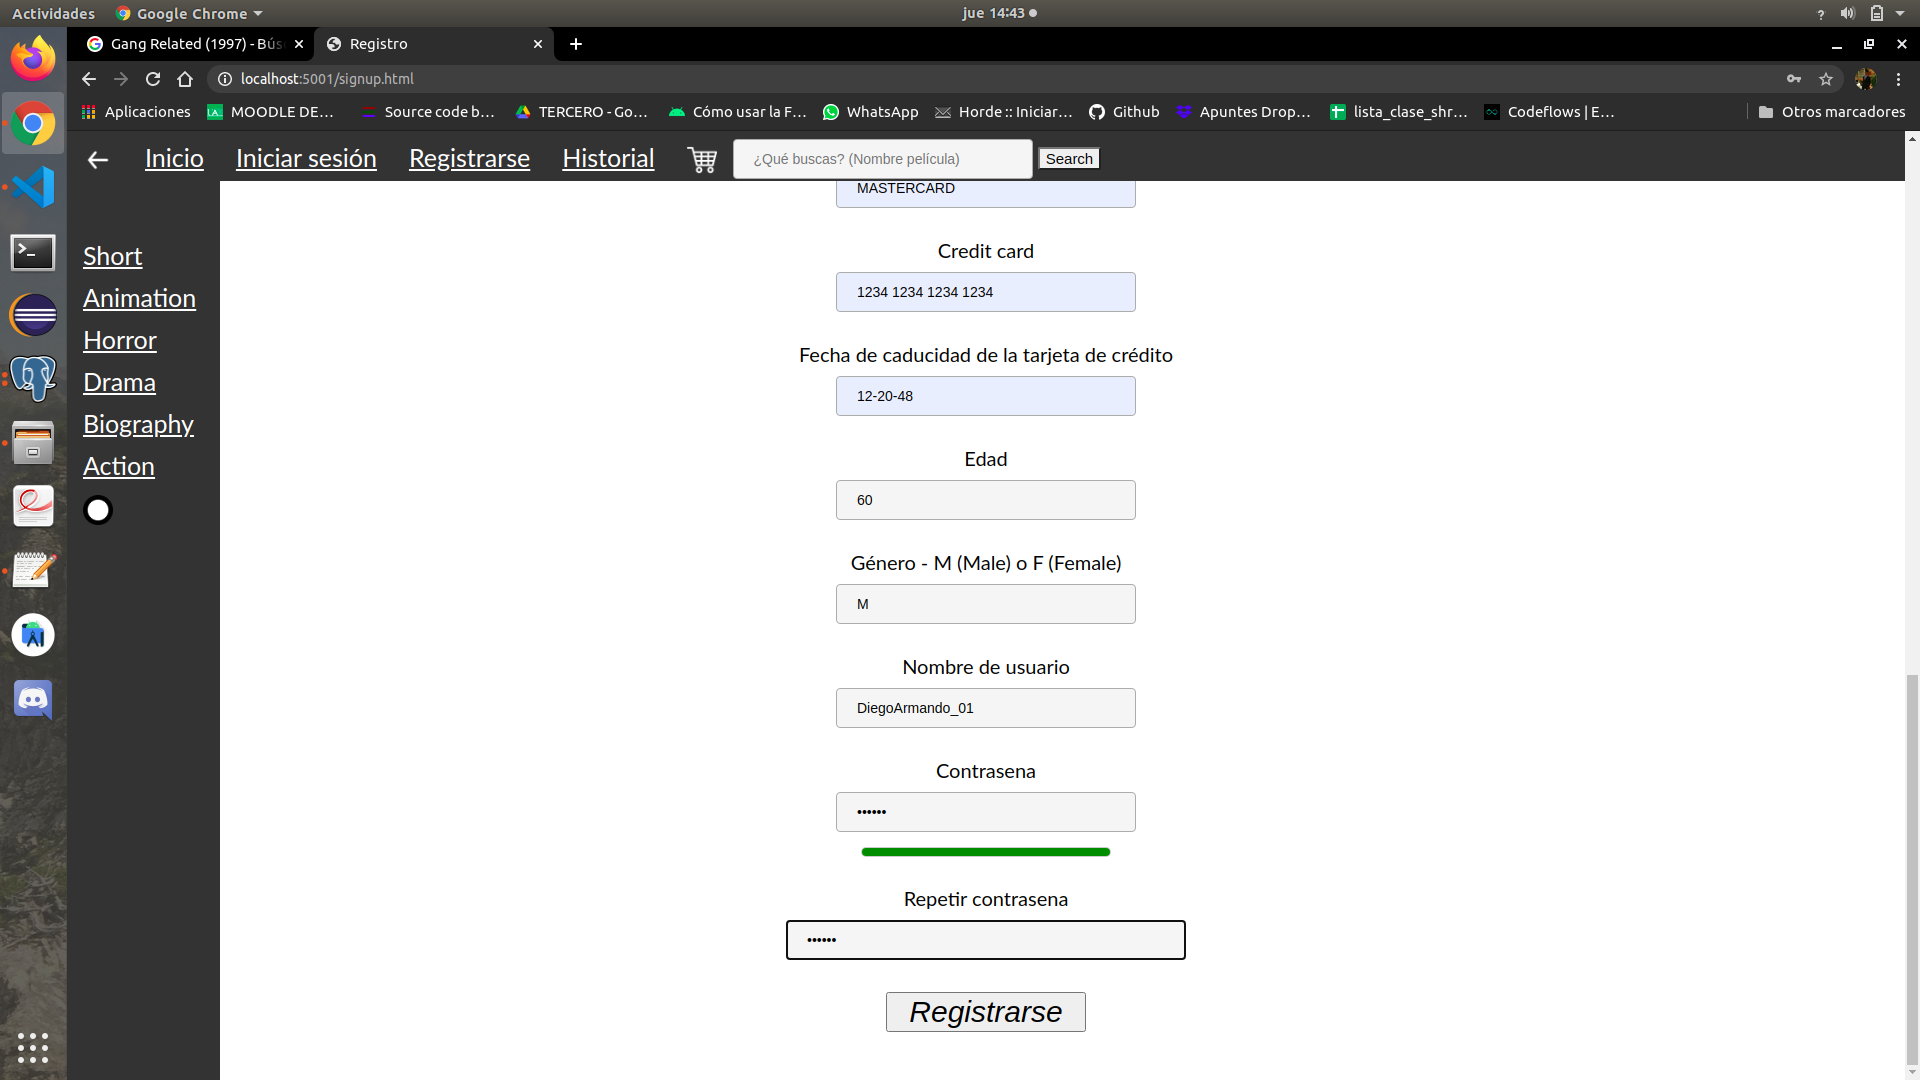 Actividades
Google Chrome
jue 14:43
Gang Related (1997) - Bús
Registro
localhost:5001/signup.html
Aplicaciones
MOODLE DE...
Source code b...
TERCERO - Go...
Cómo usar la F...
WhatsApp
Horde :: Iniciar...
Github
Apuntes Drop...
lista_clase_shr...
Codeflows | E...
Otros marcadores
Inicio
Iniciar sesión
Registrarse
Historial
¿Qué buscas? (Nombre película)
Search
Short
Animation
Horror
Drama
Biography
Action
MASTERCARD
Credit card
1234 1234 1234 1234
Fecha de caducidad de la tarjeta de crédito
12-20-48
Edad
60
Género - M (Male) o F (Female)
M
Nombre de usuario
DiegoArmando_01
Contrasena
••••••
Repetir contrasena
••••••
Registrarse